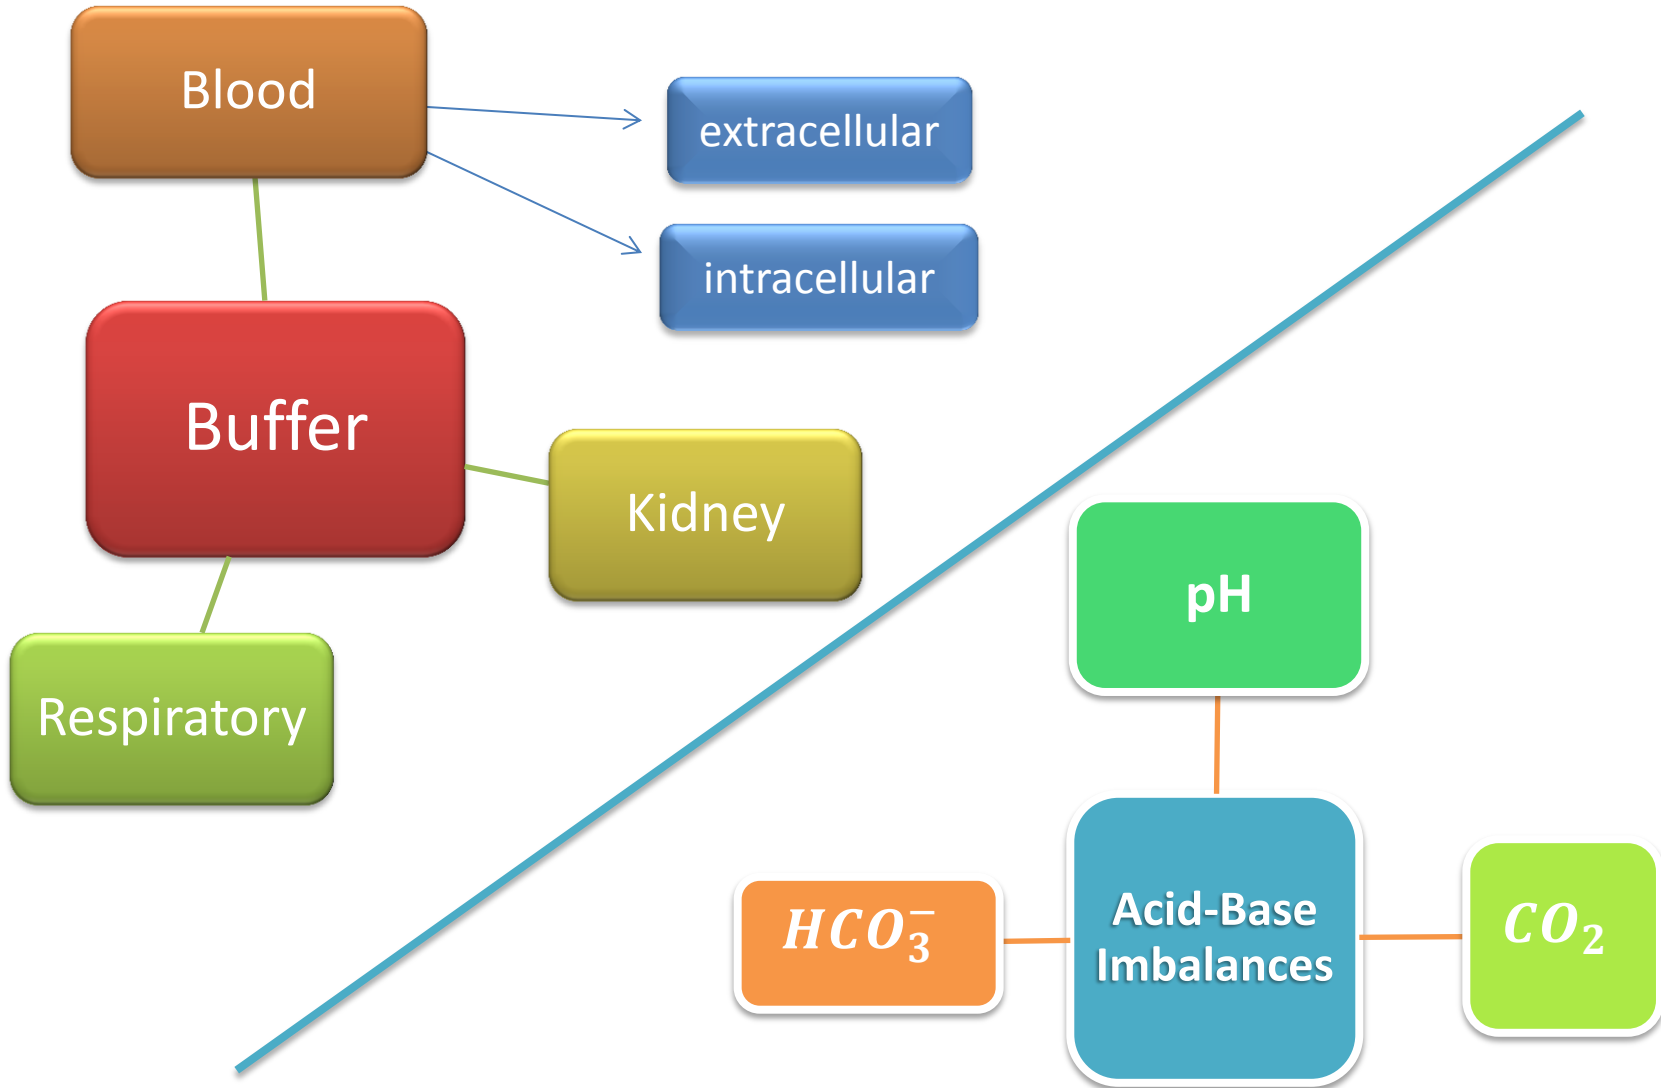 Blood
extracellular
intracellular
Buffer
Kidney
Respiratory
pH
Acid-Base
Imbalances
HCO₃⁻
CO₂